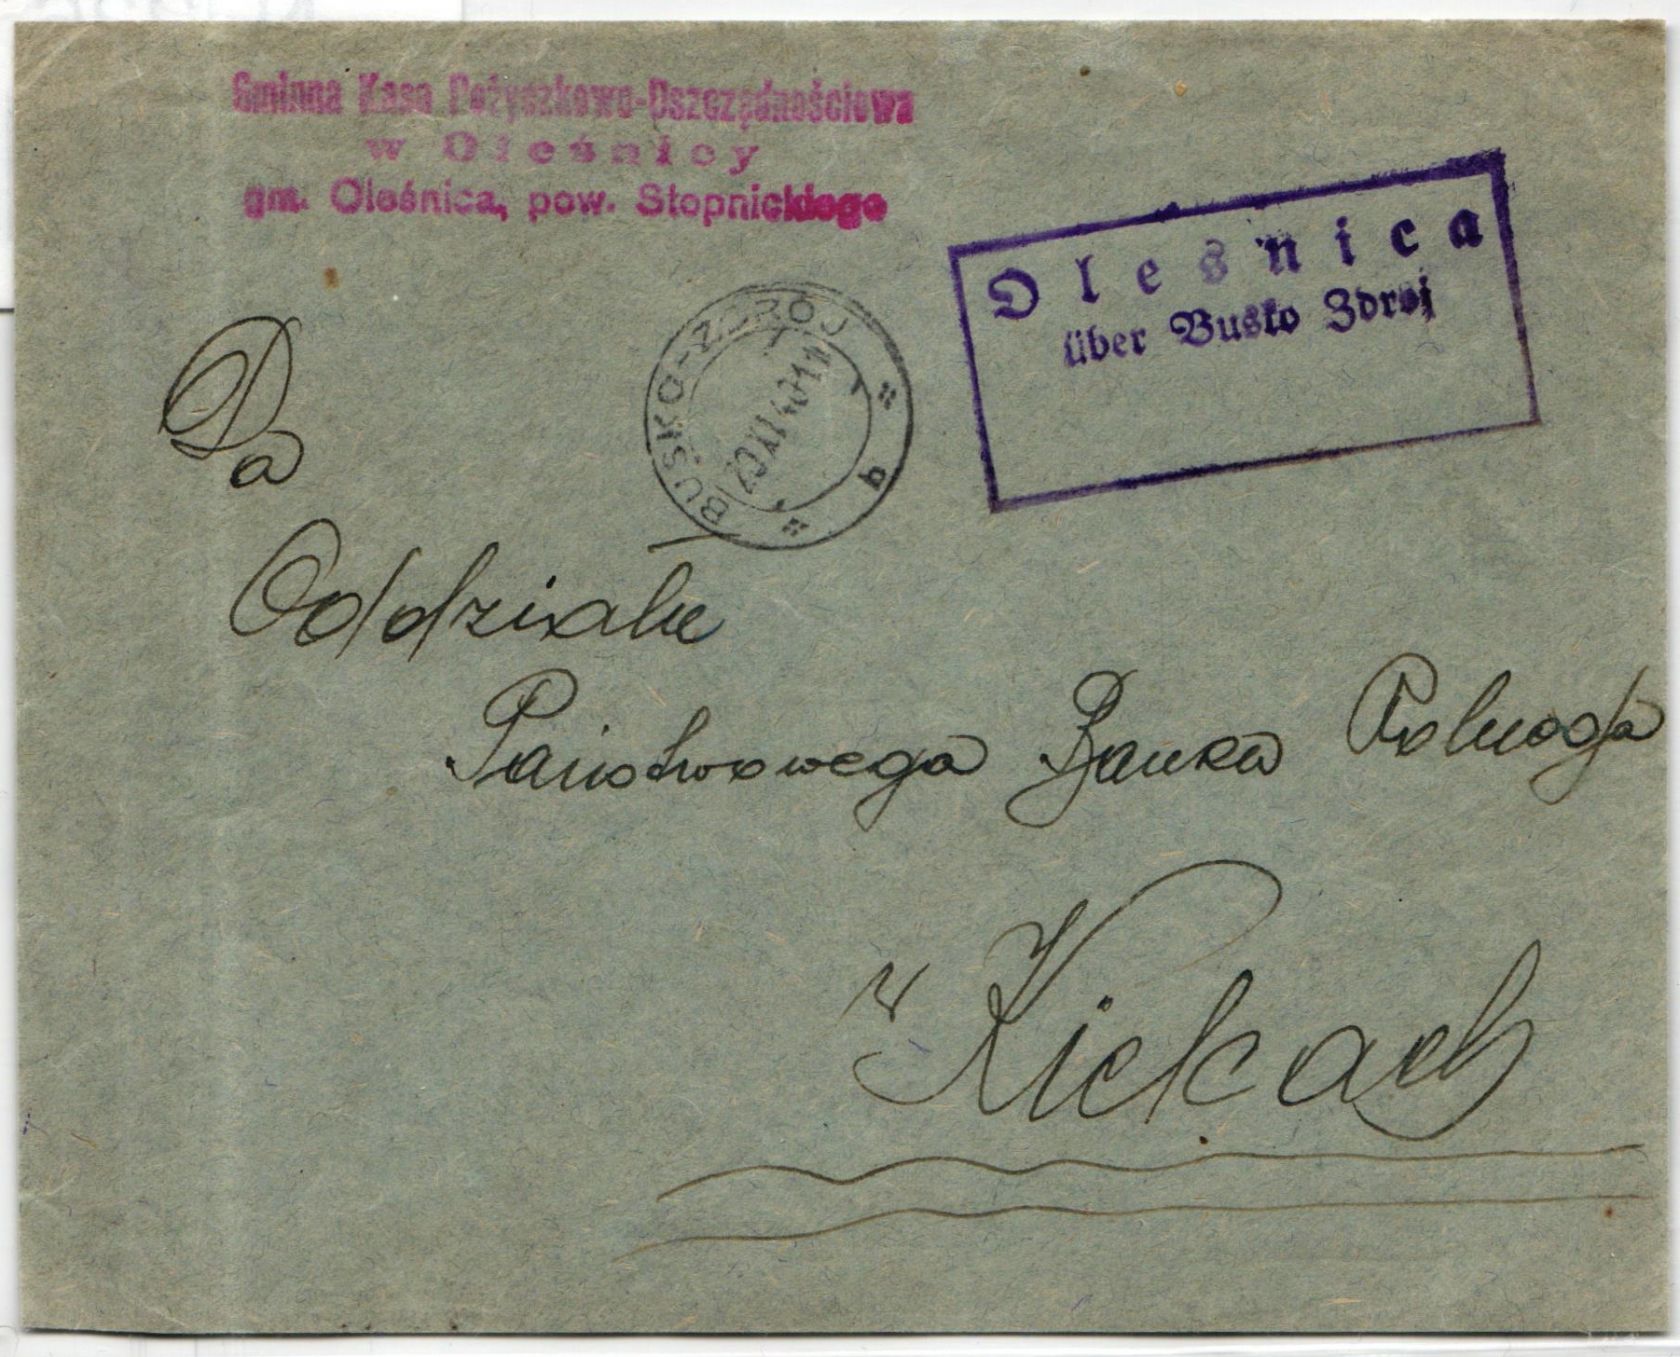 Gminna Kasa Pożyczkowo-Oszczędnościowa
w Oleśnicy
gm. Oleśnica, pow. Stopnickiego
Olesnica
über Busko Zdroj
BUSKO-ZDRÓJ
b
Do
Oddziału
Państwowego Banku Rolnego
w Kielcach